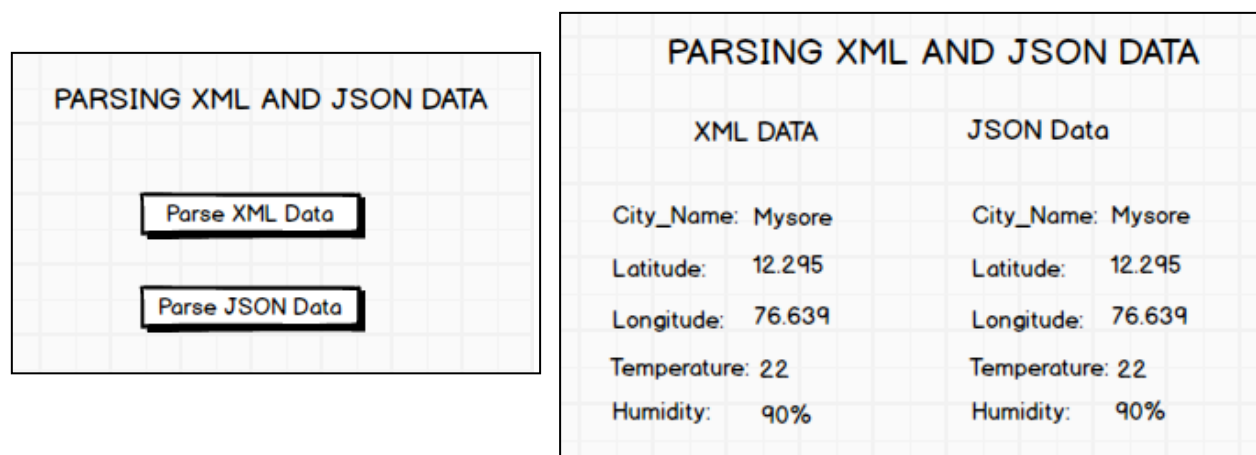 PARSING XML AND JSON DATA
Parse XML Data
Parse JSON Data
PARSING XML AND JSON DATA
XML DATA JSON Data
City_Name: Mysore City_Name: Mysore
Latitude: 12.295 Latitude: 12.295
Longitude: 76.639 Longitude: 76.639
Temperature: 22 Temperature: 22
Humidity: 90% Humidity: 90%